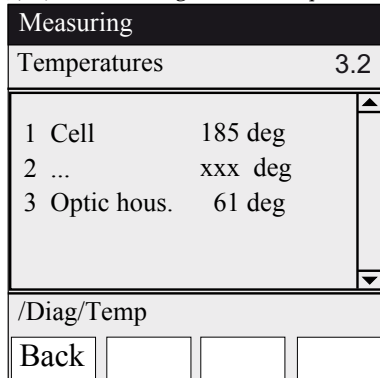 Measuring
Temperatures 3.2
1 Cell 185 deg
2 ... xxx deg
3 Optic hous. 61 deg
/Diag/Temp
Back